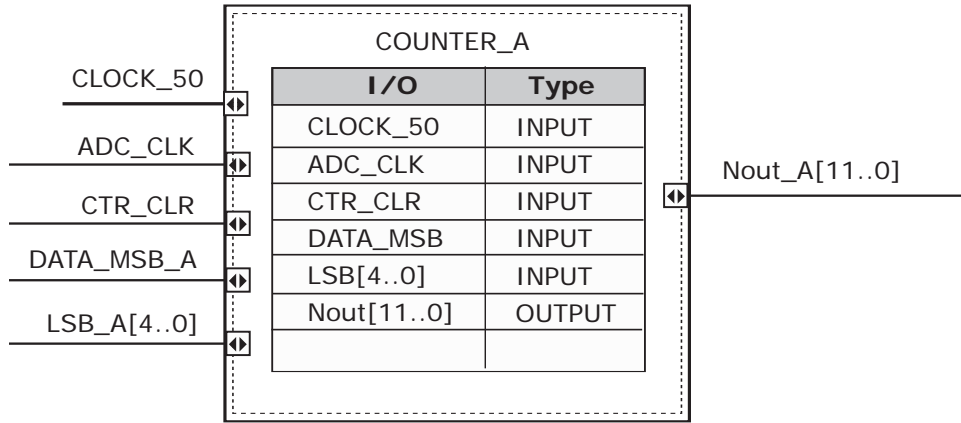 COUNTER_A
I/O Type
CLOCK_50 INPUT
ADC_CLK INPUT
CTR_CLR INPUT
DATA_MSB INPUT
LSB[4..0] INPUT
Nout[11..0] OUTPUT
CLOCK_50
ADC_CLK
CTR_CLR
DATA_MSB_A
LSB_A[4..0]
Nout_A[11..0]